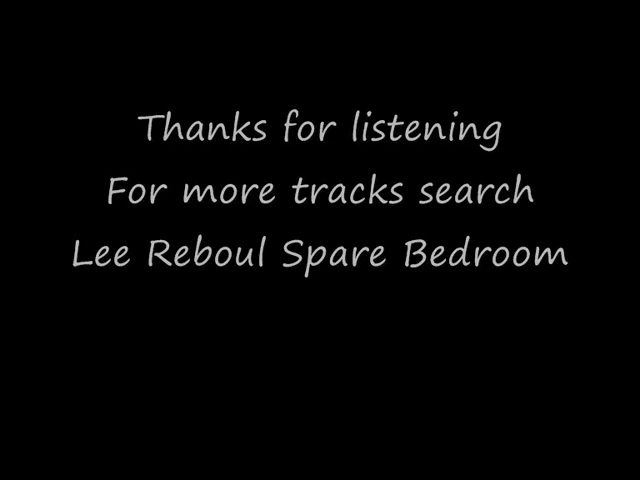 Thanks for listening
For more tracks search
Lee Reboul Spare Bedroom